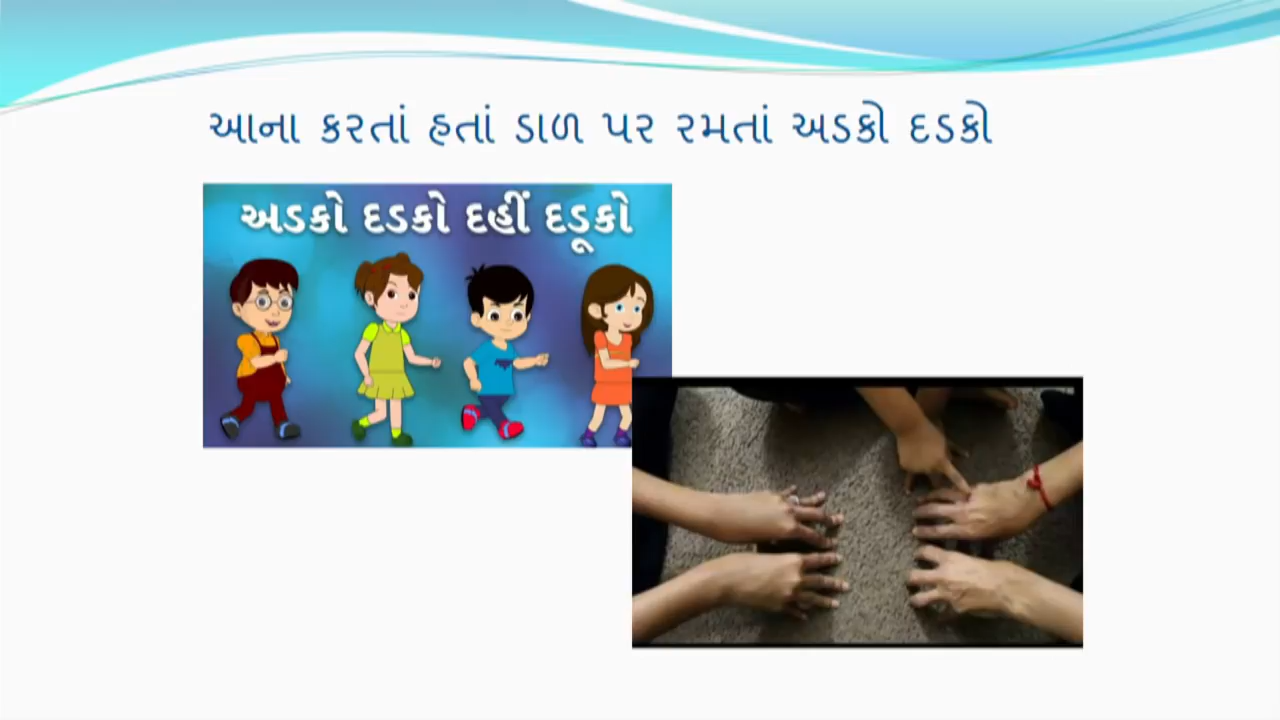 આના કરતાં હતાં ડાળ પર રમતાં અડકો દડકો
અડકો દડકો દહીં દડૂકો